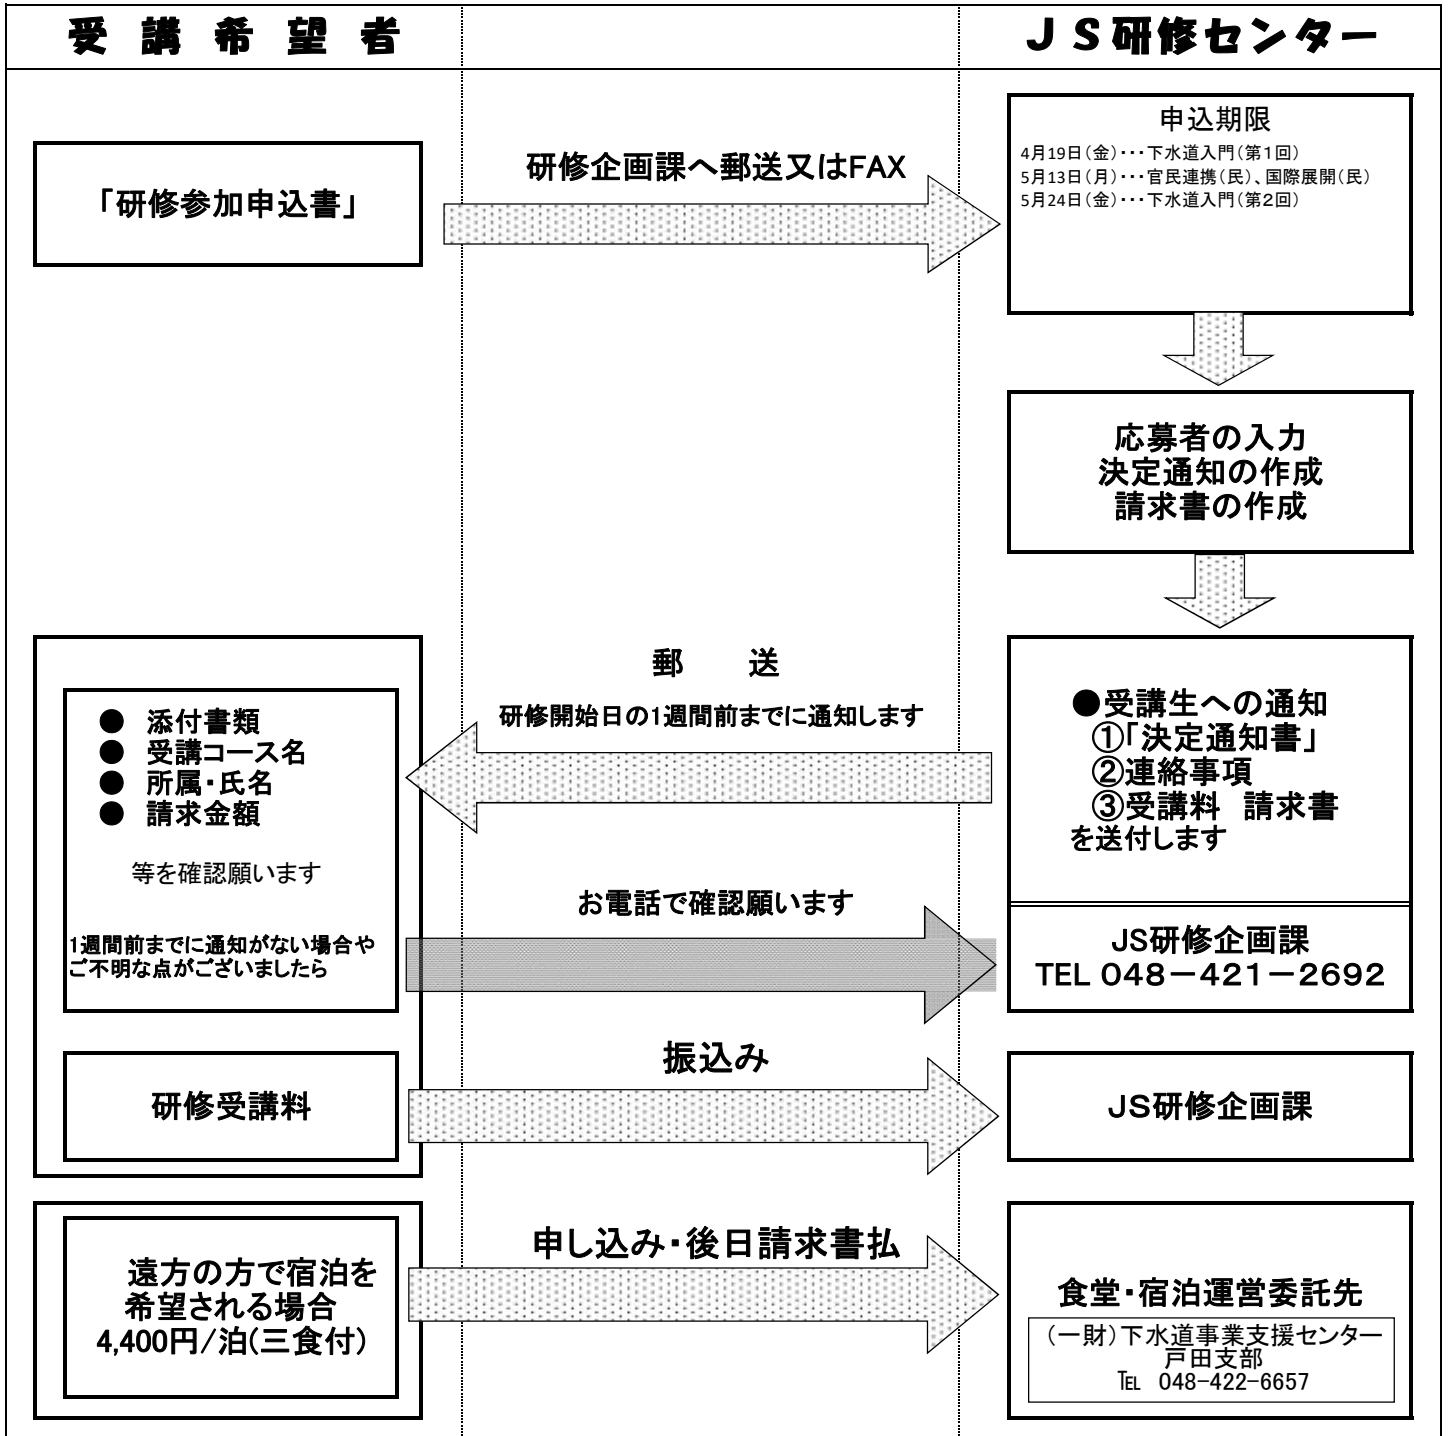 受講希望者
JS研修センター
「研修参加申込書」
研修企画課へ郵送又はFAX
申込期限
4月19日（金）･･･下水道入門（第1回）
5月13日（月）･･･官民連携（民）、国際展開（民）
5月24日（金）･･･下水道入門（第2回）
応募者の入力
決定通知の作成
請求書の作成
郵　送
研修開始日の1週間前までに通知します
● 添付書類
● 受講コース名
● 所属・氏名
● 請求金額
等を確認願います
1週間前までに通知がない場合や
ご不明な点がございましたら
●受講生への通知
①「決定通知書」
②連絡事項
③受講料　請求書
を送付します
お電話で確認願います
JS研修企画課
TEL 048－421－2692
研修受講料
振込み
JS研修企画課
遠方の方で宿泊を
希望される場合
4,400円/泊(三食付)
申し込み・後日請求書払
食堂・宿泊運営委託先
（一財）下水道事業支援センター
戸田支部
℡ 048-422-6657